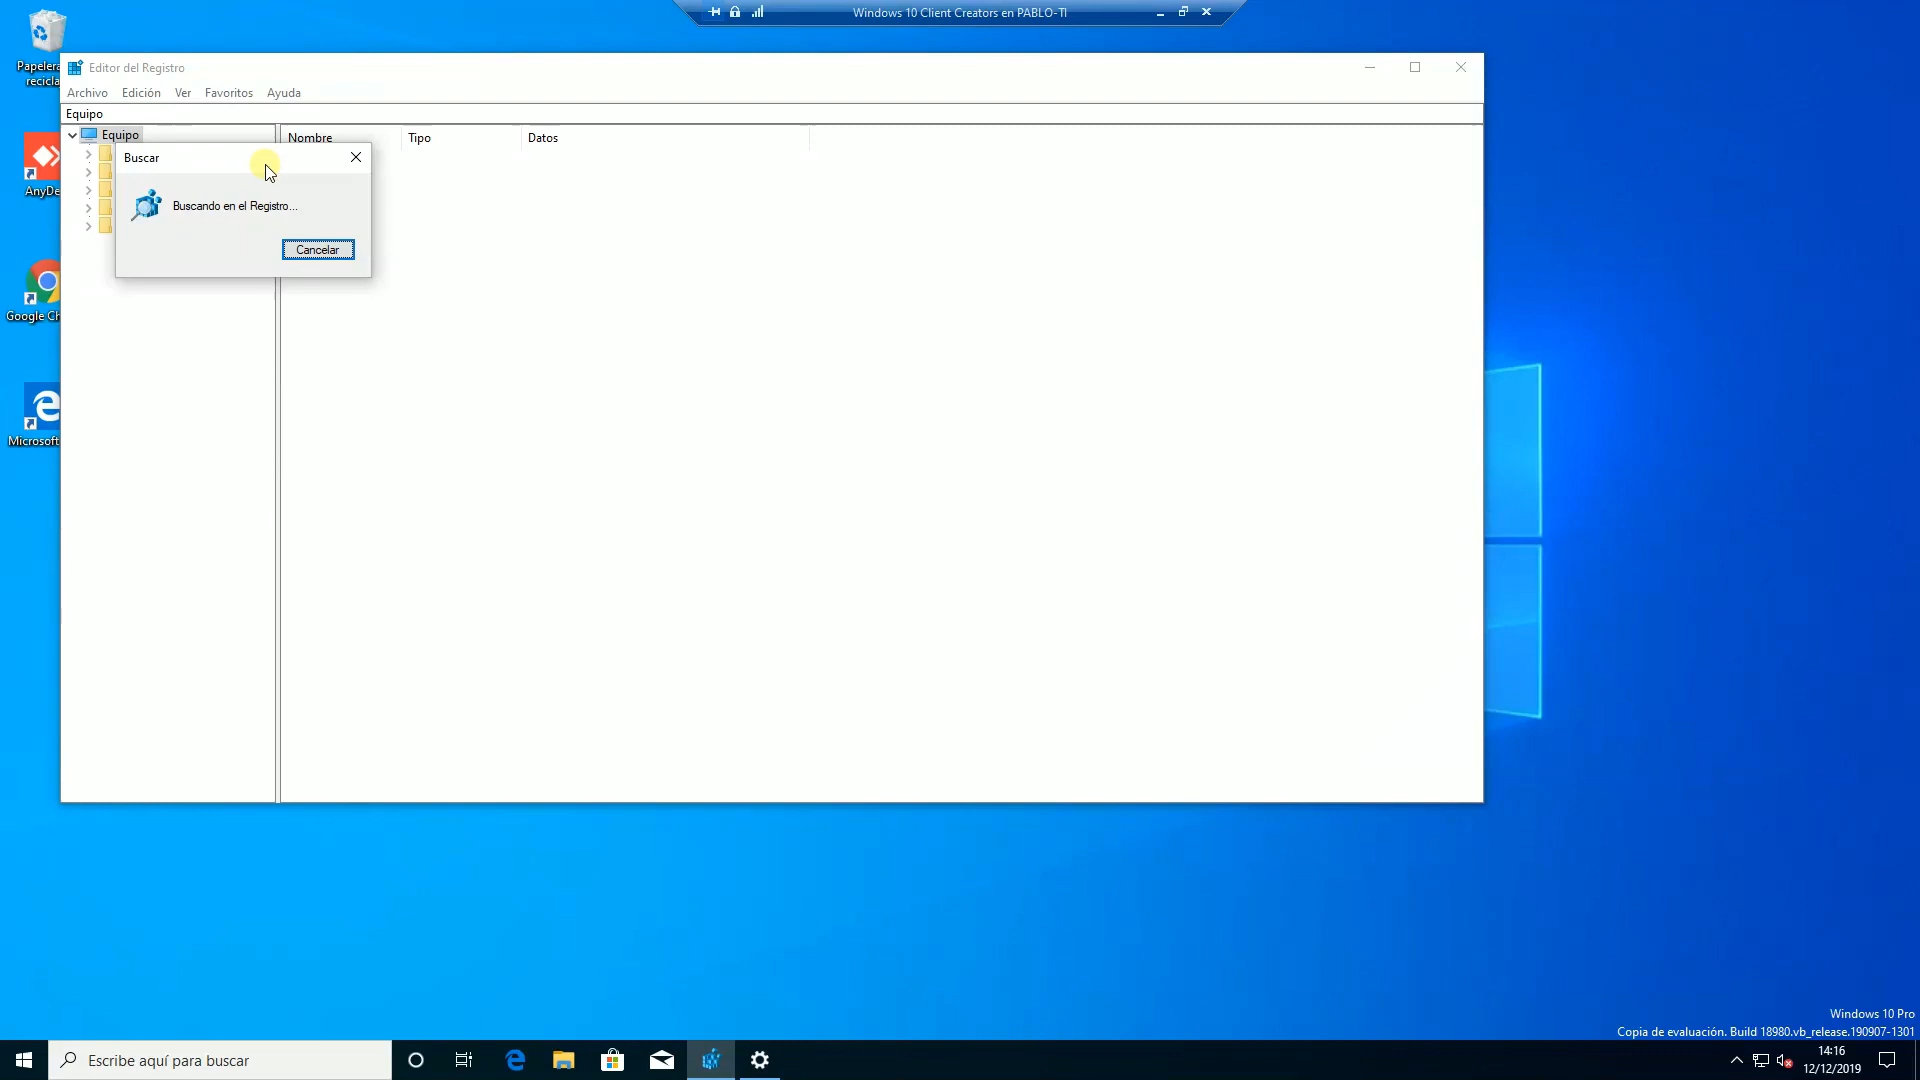 Windows 10 Client Creators en PABLO-TI
Papelera
recicla
Editor del Registro
Archivo Edición Ver Favoritos Ayuda
Equipo
Equipo
Nombre Tipo Datos
Buscar
Buscando en el Registro...
Cancelar
AnyDe
Google Ch
Microsoft
Windows 10 Pro
Copia de evaluación. Build 18980.vb_release.190907-1301
Escribe aquí para buscar
14:16
12/12/2019